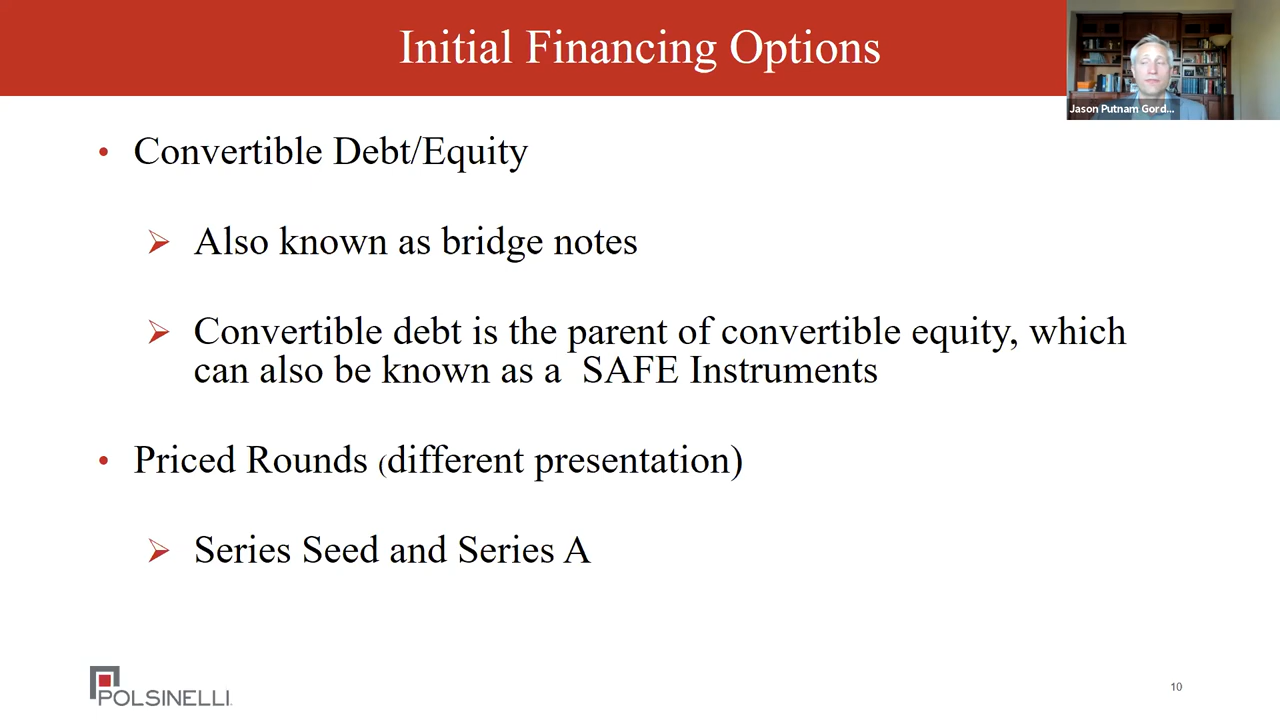 Initial Financing Options
Jason Putnam Gord...
• Convertible Debt/Equity
➢ Also known as bridge notes
➢ Convertible debt is the parent of convertible equity, which
can also be known as a  SAFE Instruments
• Priced Rounds (different presentation)
➢ Series Seed and Series A
POLSINELLI
10